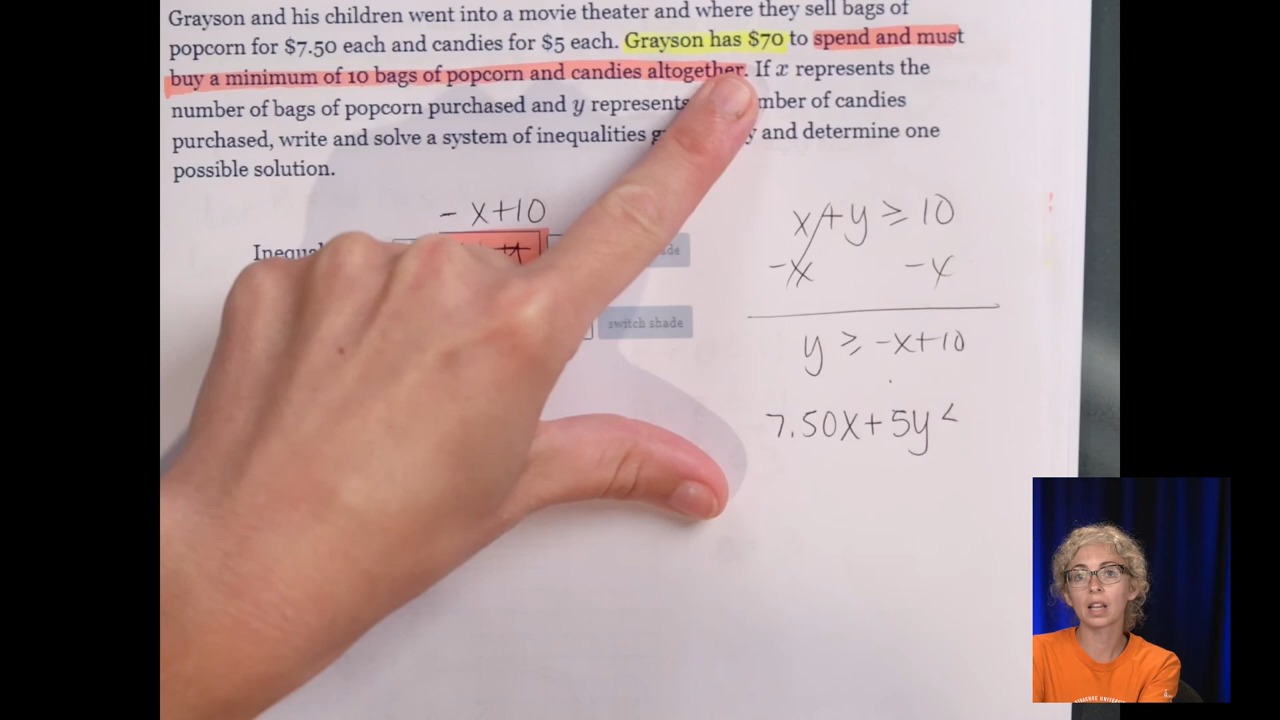 Grayson and his children went into a movie theater and where they sell bags of
popcorn for $7.50 each and candies for $5 each. Grayson has $70 to spend and must
buy a minimum of 10 bags of popcorn and candies altogether. If x represents the
number of bags of popcorn purchased and y represents mber of candies
purchased, write and solve a system of inequalities g y and determine one
possible solution.
- x+10
Inequal
de
switch shade
x+y ≥ 10
-x -x
y ≥ -x+10
7.50x+5y <